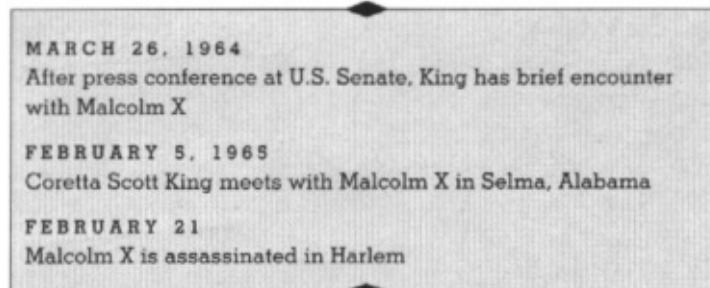 MARCH 26, 1964
After press conference at U.S. Senate, King has brief encounter
with Malcolm X
FEBRUARY 5, 1965
Coretta Scott King meets with Malcolm X in Selma, Alabama
FEBRUARY 21
Malcolm X is assassinated in Harlem